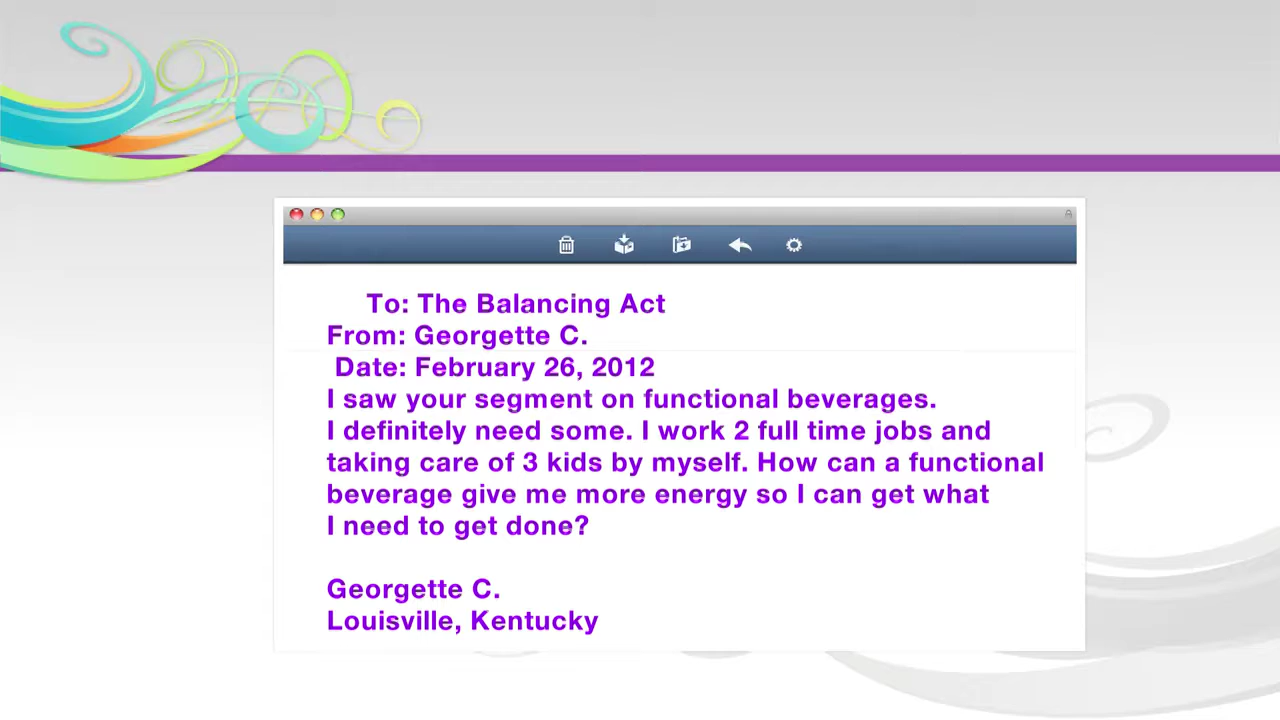 To: The Balancing Act
From: Georgette C.
Date: February 26, 2012
I saw your segment on functional beverages.
I definitely need some. I work 2 full time jobs and
taking care of 3 kids by myself. How can a functional
beverage give me more energy so I can get what
I need to get done?
Georgette C.
Louisville, Kentucky